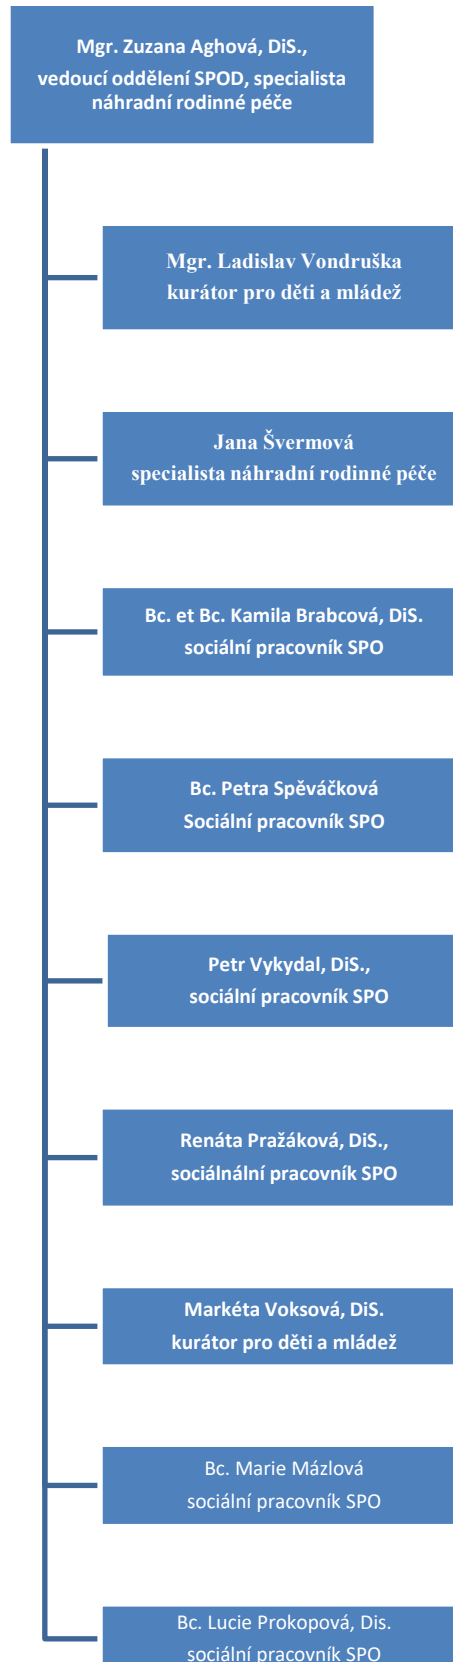 Mgr. Zuzana Aghová, DiS.,
vedoucí oddělení SPOD, specialista
náhradní rodinné péče
Mgr. Ladislav Vondruška
kurátor pro děti a mládež
Jana Švermová
specialista náhradní rodinné péče
Bc. et Bc. Kamila Brabcová, DiS.
sociální pracovník SPO
Bc. Petra Spěváčková
Sociální pracovník SPO
Petr Vykydal, DiS.,
sociální pracovník SPO
Renáta Pražáková, DiS.,
sociálnální pracovník SPO
Markéta Voksová, DiS.
kurátor pro děti a mládež
Bc. Marie Mázlová
sociální pracovník SPO
Bc. Lucie Prokopová, Dis.
sociální pracovník SPO